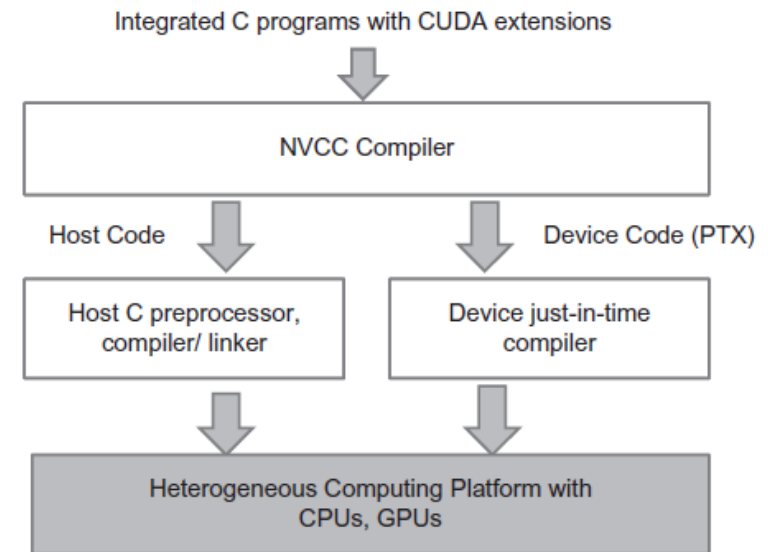 Integrated C programs with CUDA extensions
NVCC Compiler
Host Code
Device Code (PTX)
Host C preprocessor,
compiler/ linker
Device just-in-time
compiler
Heterogeneous Computing Platform with
CPUs, GPUs